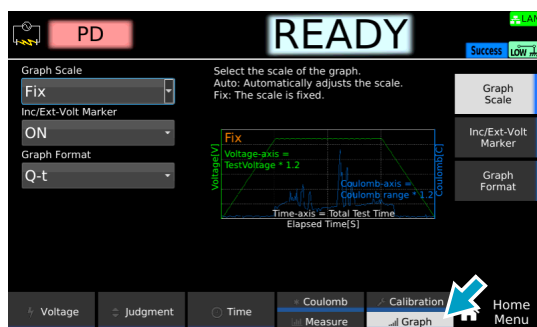 PD
READY
LAN
Success
LOW
Graph Scale
Fix
Inc/Ext-Volt Marker
ON
Graph Format
Q-t
Select the scale of the graph.
Auto: Automatically adjusts the scale.
Fix: The scale is fixed.
Fix
Voltage-axis =
TestVoltage * 1.2
Voltage[V]
Coulomb-axis =
Coulomb range * 1.2
Coulomb[C]
Time-axis = Total Test Time
Elapsed Time[S]
Graph
Scale
Inc/Ext-Volt
Marker
Graph
Format
Voltage
Judgment
Time
Coulomb
Measure
Calibration
Graph
Home
Menu